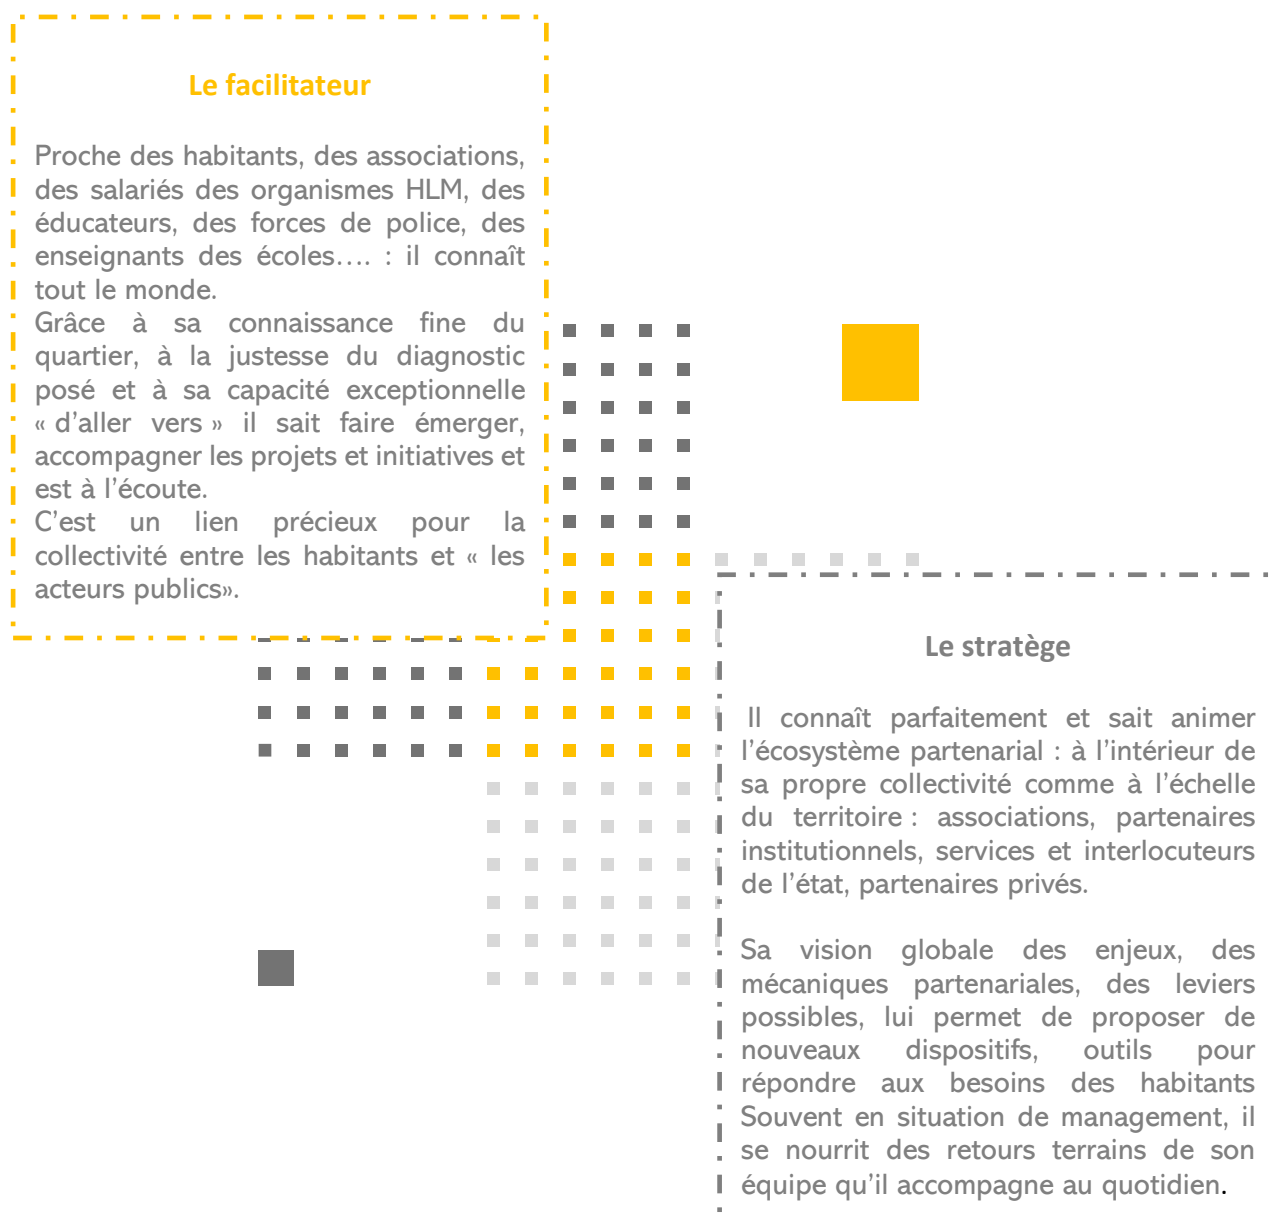 Le facilitateur
Proche des habitants, des associations,
des salariés des organismes HLM, des
éducateurs, des forces de police, des
enseignants des écoles…. : il connaît
tout le monde.
Grâce à sa connaissance fine du
quartier, à la justesse du diagnostic
posé et à sa capacité exceptionnelle
« d’aller vers » il sait faire émerger,
accompagner les projets et initiatives et
est à l’écoute.
C’est un lien précieux pour la
collectivité entre les habitants et « les
acteurs publics».
Le stratège
Il connaît parfaitement et sait animer
l’écosystème partenarial : à l’intérieur de
sa propre collectivité comme à l’échelle
du territoire : associations, partenaires
institutionnels, services et interlocuteurs
de l’état, partenaires privés.
Sa vision globale des enjeux, des
mécaniques partenariales, des leviers
possibles, lui permet de proposer de
nouveaux dispositifs, outils pour
répondre aux besoins des habitants
Souvent en situation de management, il
se nourrit des retours terrains de son
équipe qu’il accompagne au quotidien.